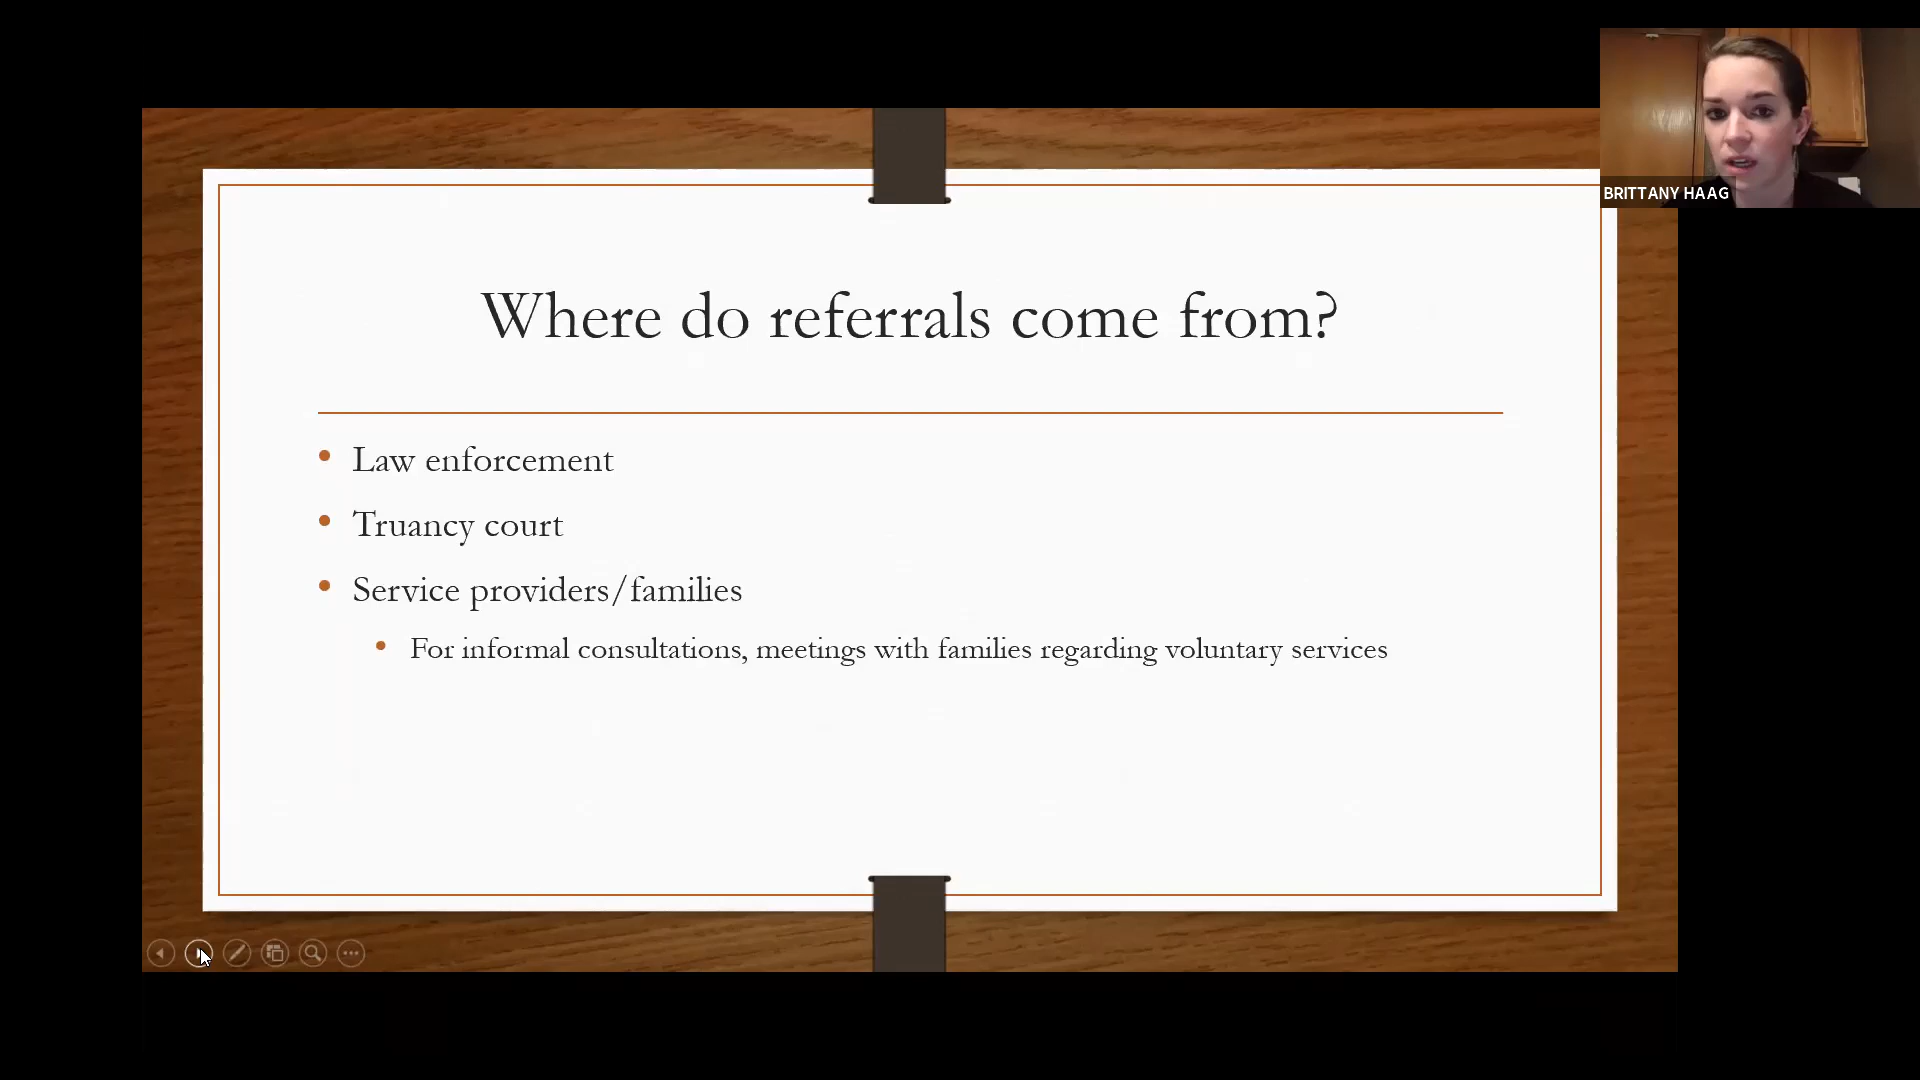 BRITTANY HAAG
Where do referrals come from?
• Law enforcement
• Truancy court
• Service providers/families
• For informal consultations, meetings with families regarding voluntary services